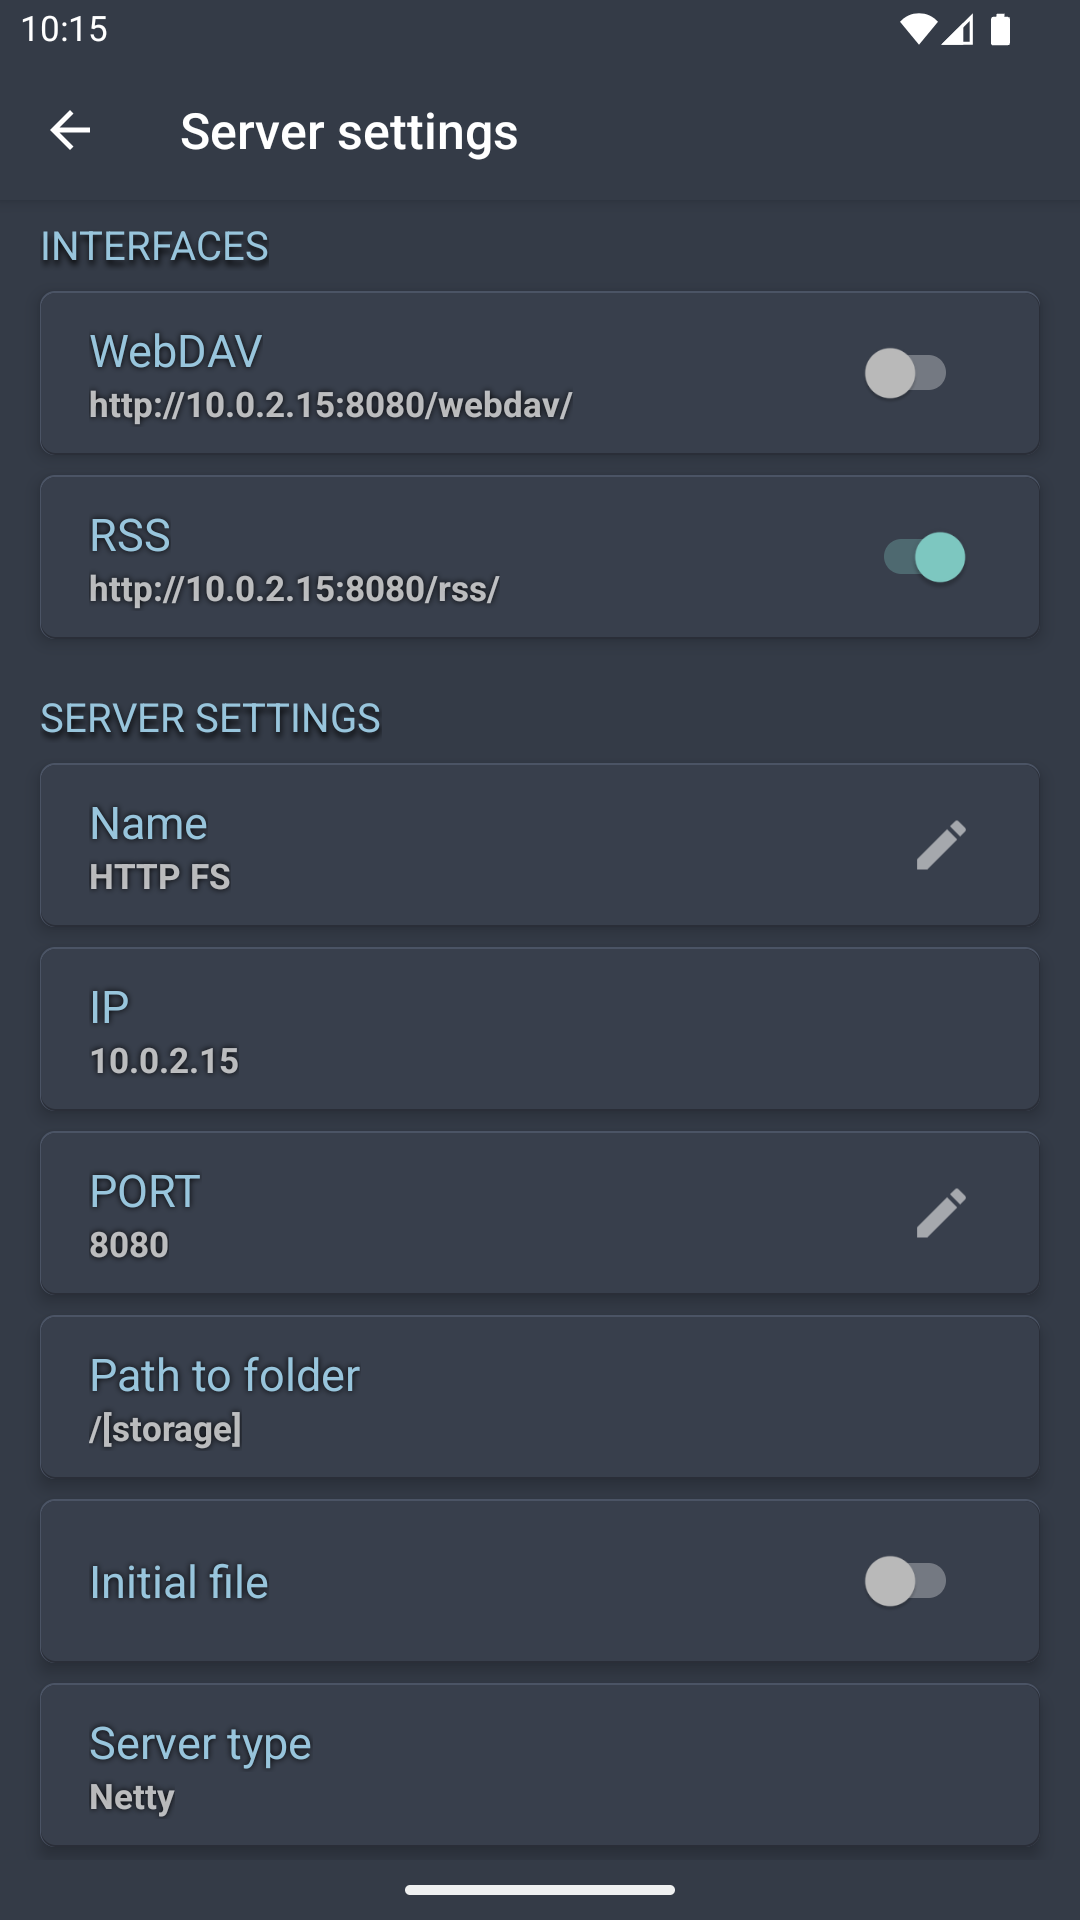 10:15
Server settings
INTERFACES
WebDAV
http://10.0.2.15:8080/webdav/
RSS
http://10.0.2.15:8080/rss/
SERVER SETTINGS
Name
HTTP FS
IP
10.0.2.15
PORT
8080
Path to folder
/[storage]
Initial file
Server type
Netty